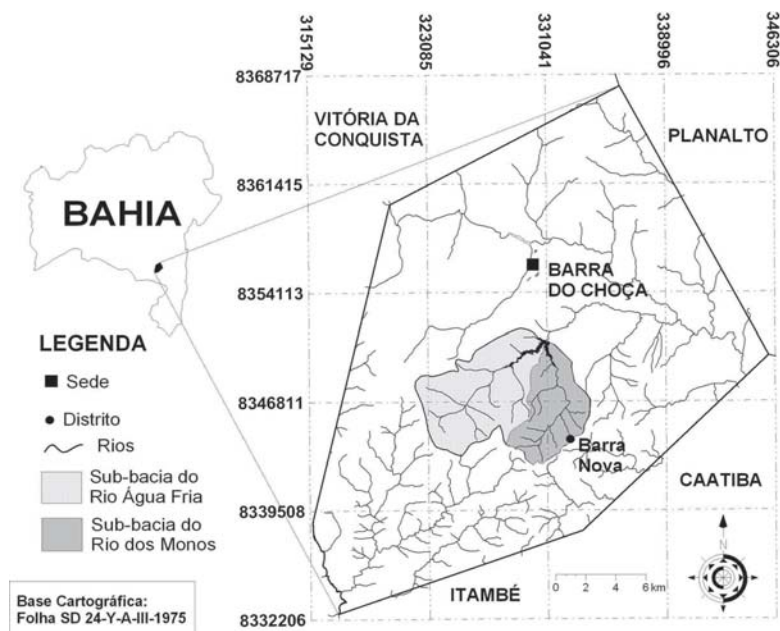 315129
323085
331041
338996
346306
8368717
8361415
8354113
8346811
8339508
8332206
VITÓRIA DA
CONQUISTA
PLANALTO
BAHIA
BARRA
DO CHOÇA
LEGENDA
Sede
Distrito
Rios
Sub-bacia do
Rio Água Fria
Sub-bacia do
Rio dos Monos
Barra
Nova
CAATIBA
ITAMBÉ
N
0 2 4 6 km
Base Cartográfica:
Folha SD 24-Y-A-III-1975